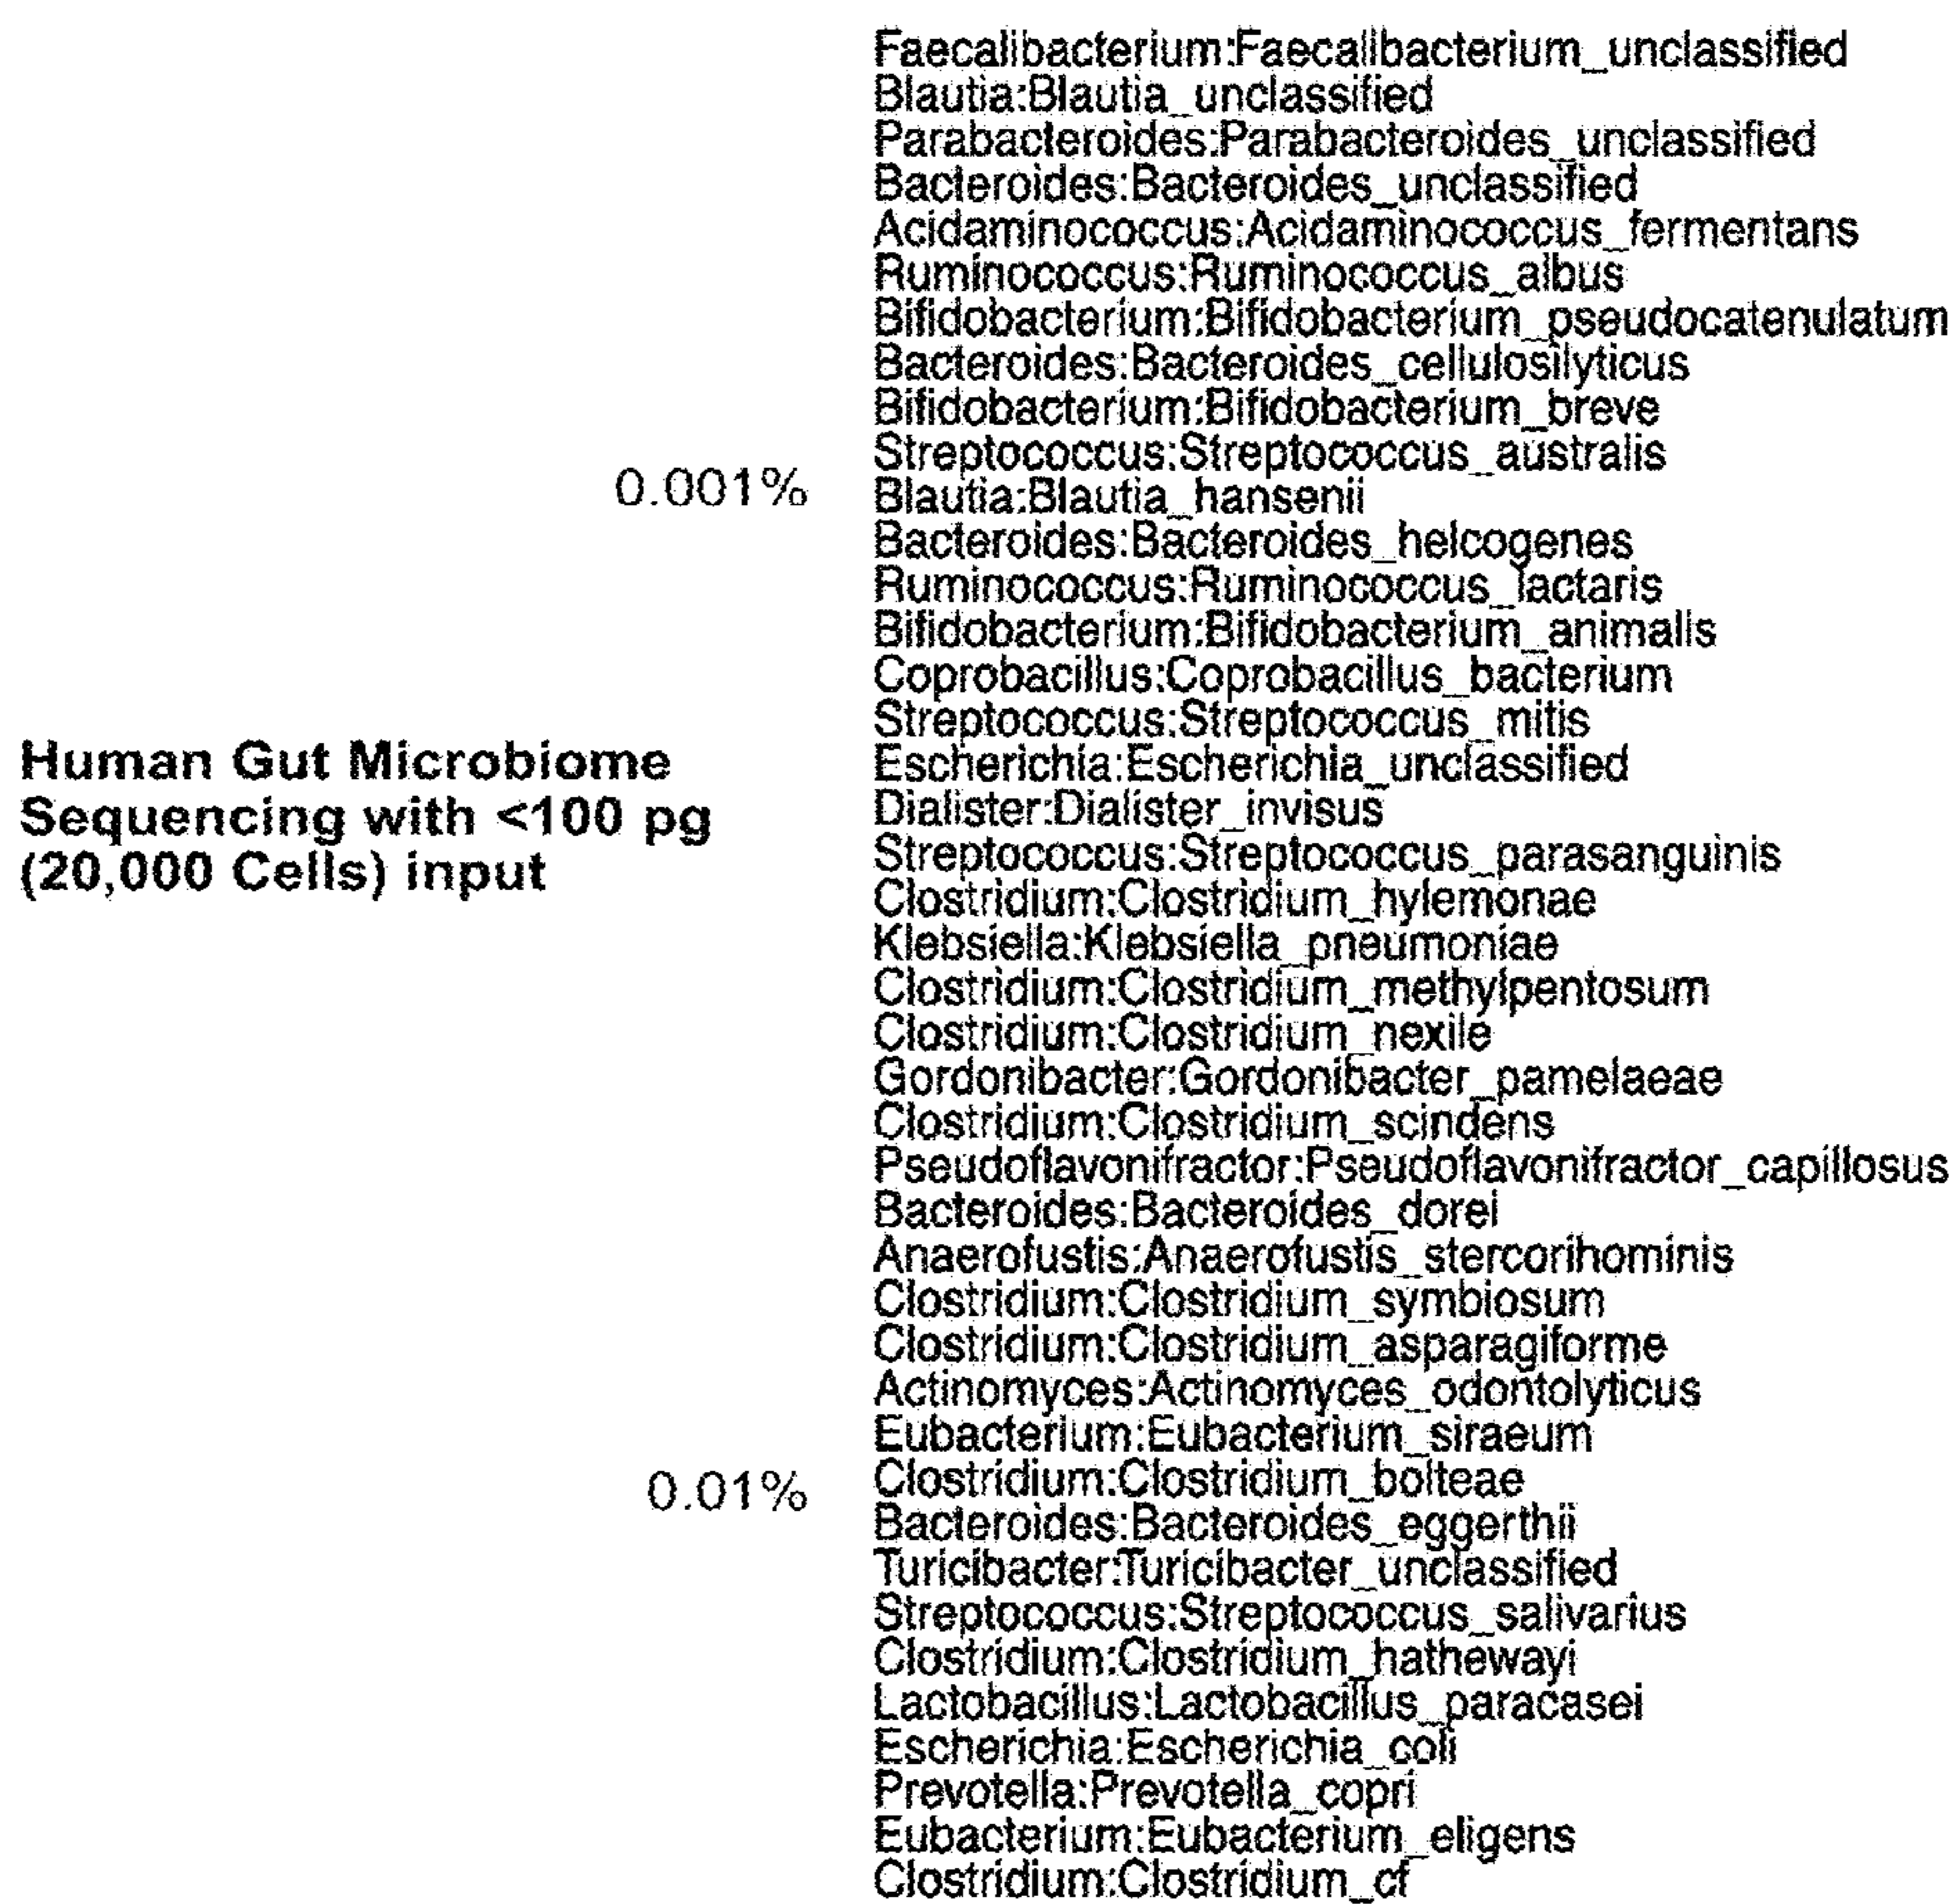 Faecalibacterium:Faecalibacterium_unclassified
Blautia:Blautia_unclassified
Parabacteroides:Parabacteroides_unclassified
Bacteroides:Bacteroides_unclassified
Acidaminococcus:Acidaminococcus_fermentans
Ruminococcus:Ruminococcus_albus
Bifidobacterium:Bifidobacterium_pseudocatenulatum
Bacteroides:Bacteroides_cellulosilyticus
Bifidobacterium:Bifidobacterium_breve
Streptococcus:Streptococcus_australis
0.001%
Blautia:Blautia_hansenii
Bacteroides:Bacteroides_helcogenes
Ruminococcus:Ruminococcus_lactaris
Bifidobacterium:Bifidobacterium_animalis
Coprobacillus:Coprobacillus_bacterium
Streptococcus:Streptococcus_mitis
Human Gut Microbiome
Sequencing with <100 pg
(20,000 Cells) input
Escherichia:Escherichia_unclassified
Dialister:Dialister_invisus
Streptococcus:Streptococcus_parasanguinis
Clostridium:Clostridium_hylemonae
Klebsiella:Klebsiella_pneumoniae
Clostridium:Clostridium_methylpentosum
Clostridium:Clostridium_nexile
Gordonibacter:Gordonibacter_pamelaeae
Clostridium:Clostridium_scindens
Pseudoflavonifractor:Pseudoflavonifractor_capillosus
Bacteroides:Bacteroides_dorei
Anaerofustis:Anaerofustis_stercorihominis
Clostridium:Clostridium_symbiosum
Clostridium:Clostridium_asparagiforme
Actinomyces:Actinomyces_odontolyticus
Eubacterium:Eubacterium_siraeum
0.01%
Clostridium:Clostridium_bolteae
Bacteroides:Bacteroides_eggerthii
Turicibacter:Turicibacter_unclassified
Streptococcus:Streptococcus_salivarius
Clostridium:Clostridium_hathewayi
Lactobacillus:Lactobacillus_paracasei
Escherichia:Escherichia_coli
Prevotella:Prevotella_copri
Eubacterium:Eubacterium_eligens
Clostridium:Clostridium_cf